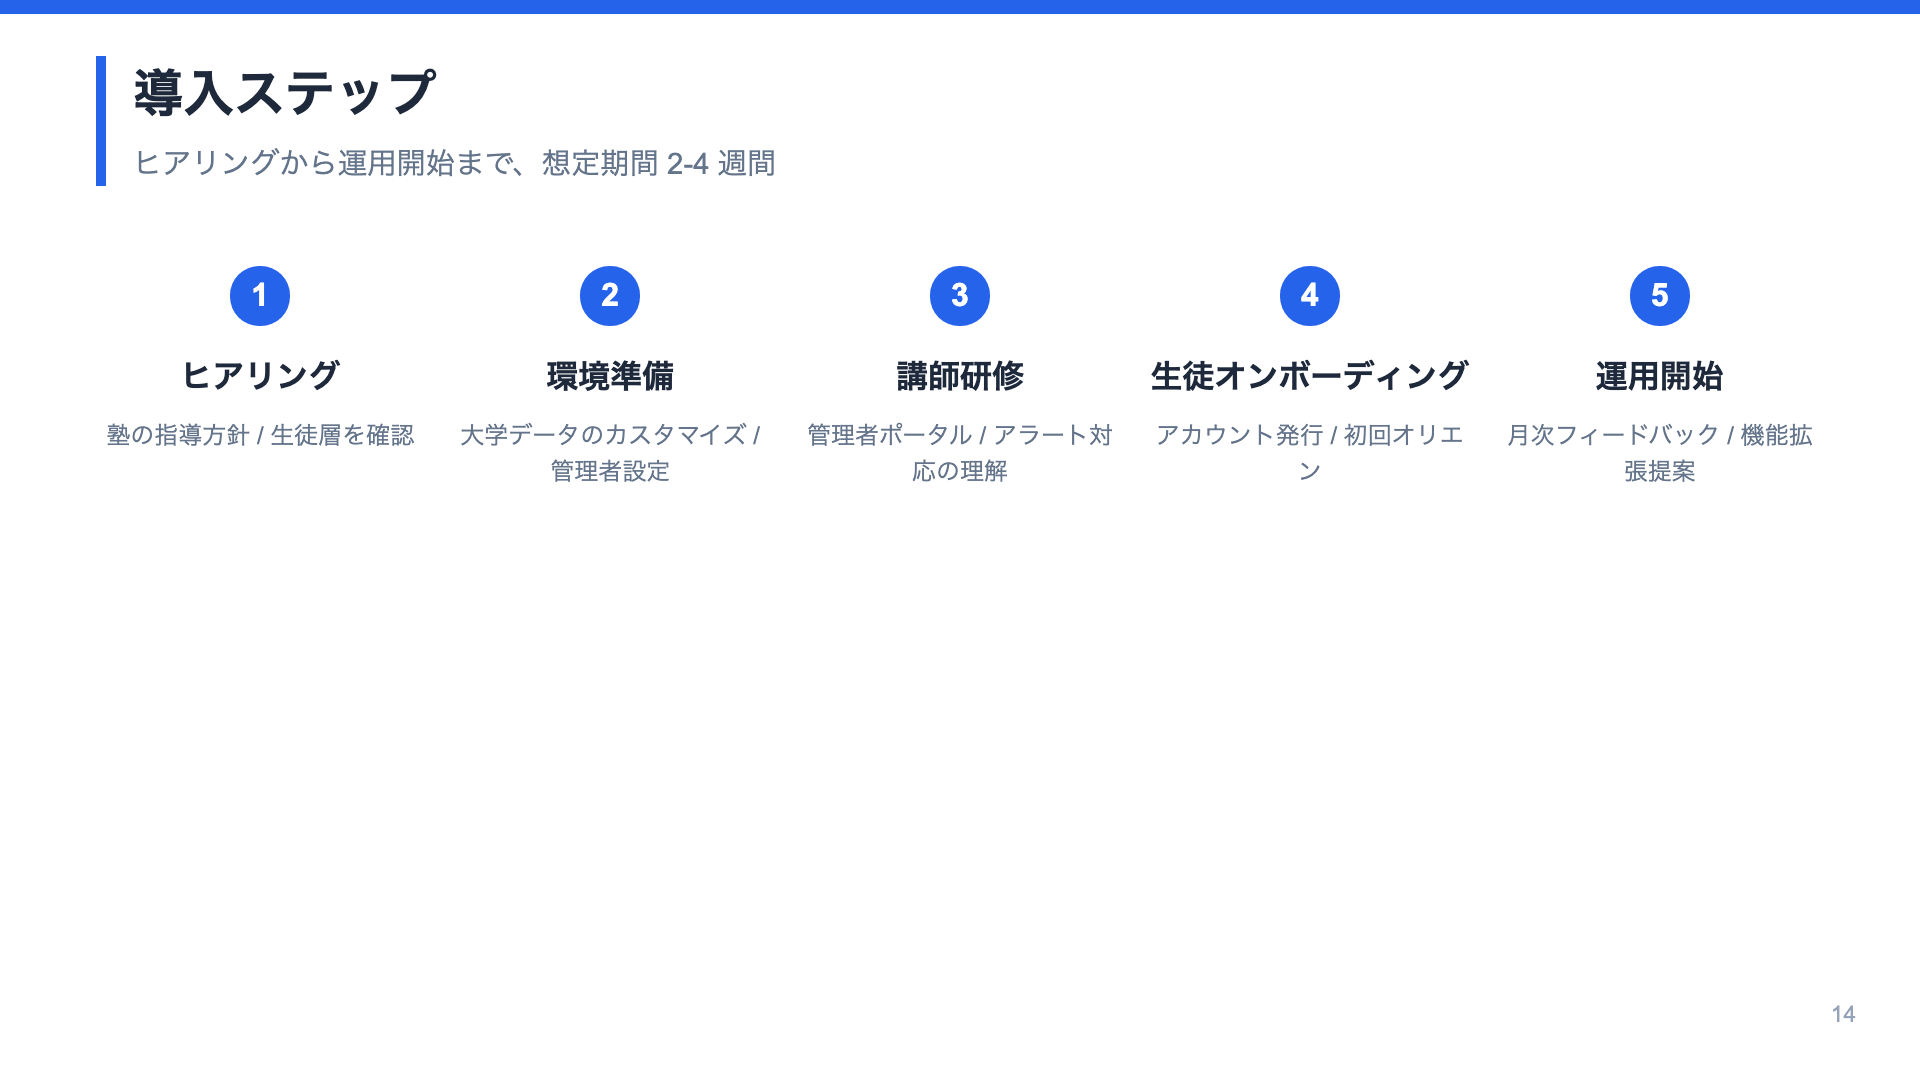 導入ステップ
ヒアリングから運用開始まで、想定期間 2-4 週間
1
ヒアリング
塾の指導方針 / 生徒層を確認
2
環境準備
大学データのカスタマイズ /
管理者設定
3
講師研修
管理者ポータル / アラート対
応の理解
4
生徒オンボーディング
アカウント発行 / 初回オリエ
ン
5
運用開始
月次フィードバック / 機能拡
張提案
14